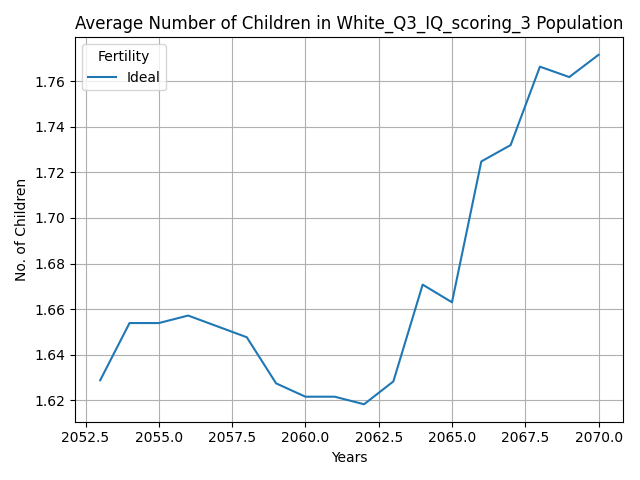 Average Number of Children in White_Q3_IQ_scoring_3 Population
Fertility
Ideal
1.76
1.74
1.72
1.70
1.68
1.66
1.64
1.62
No. of Children
2052.5 2055.0 2057.5 2060.0 2062.5 2065.0 2067.5 2070.0
Years